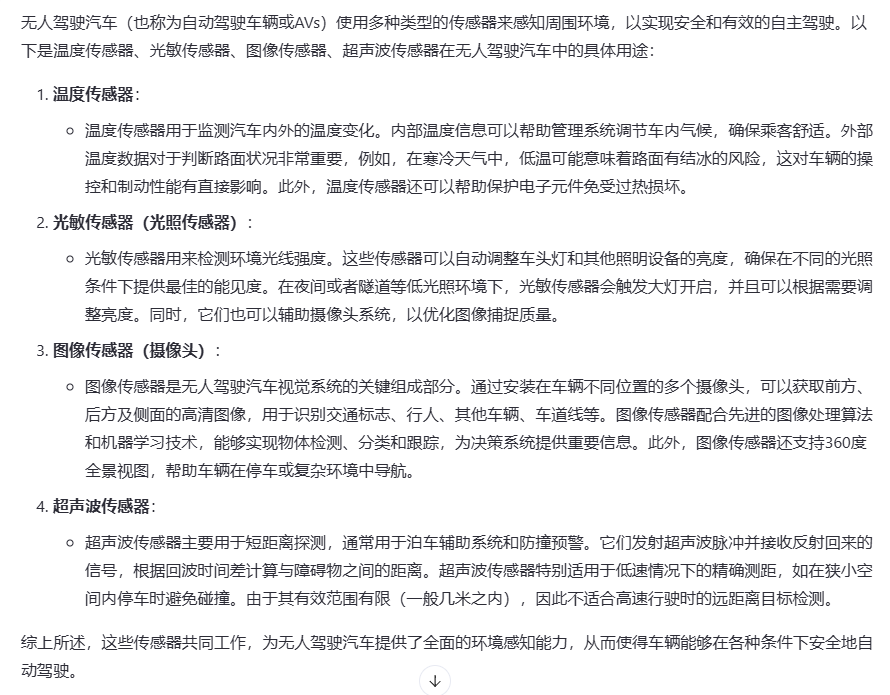 无人驾驶汽车（也称为自动驾驶车辆或AVs）使用多种类型的传感器来感知周围环境，以实现安全和有效的自主驾驶。以
下是温度传感器、光敏传感器、图像传感器、超声波传感器在无人驾驶汽车中的具体用途：
1. 温度传感器：
○ 温度传感器用于监测汽车内外的温度变化。内部温度信息可以帮助管理系统调节车内气候，确保乘客舒适。外部
温度数据对于判断路面状况非常重要，例如，在寒冷天气中，低温可能意味着路面有结冰的风险，这对车辆的操
控和制动性能有直接影响。此外，温度传感器还可以帮助保护电子元件免受过热损坏。
2. 光敏传感器（光照传感器）：
○ 光敏传感器用来检测环境光线强度。这些传感器可以自动调整车头灯和其他照明设备的亮度，确保在不同的光照
条件下提供最佳的能见度。在夜间或者隧道等低光照环境下，光敏传感器会触发大灯开启，并且可以根据需要调
整亮度。同时，它们也可以辅助摄像头系统，以优化图像捕捉质量。
3. 图像传感器（摄像头）：
○ 图像传感器是无人驾驶汽车视觉系统的关键组成部分。通过安装在车辆不同位置的多个摄像头，可以获取前方、
后方及侧面的高清图像，用于识别交通标志、行人、其他车辆、车道线等。图像传感器配合先进的图像处理算法
和机器学习技术，能够实现物体检测、分类和跟踪，为决策系统提供重要信息。此外，图像传感器还支持360度
全景视图，帮助车辆在停车或复杂环境中导航。
4. 超声波传感器：
○ 超声波传感器主要用于短距离探测，通常用于泊车辅助系统和防撞预警。它们发射超声波脉冲并接收反射回来的
信号，根据回波时间差计算与障碍物之间的距离。超声波传感器特别适用于低速情况下的精确测距，如在狭小空
间内停车时避免碰撞。由于其有效范围有限（一般几米之内），因此不适合高速行驶时的远距离目标检测。
综上所述，这些传感器共同工作，为无人驾驶汽车提供了全面的环境感知能力，从而使得车辆能够在各种条件下安全地自
动驾驶。